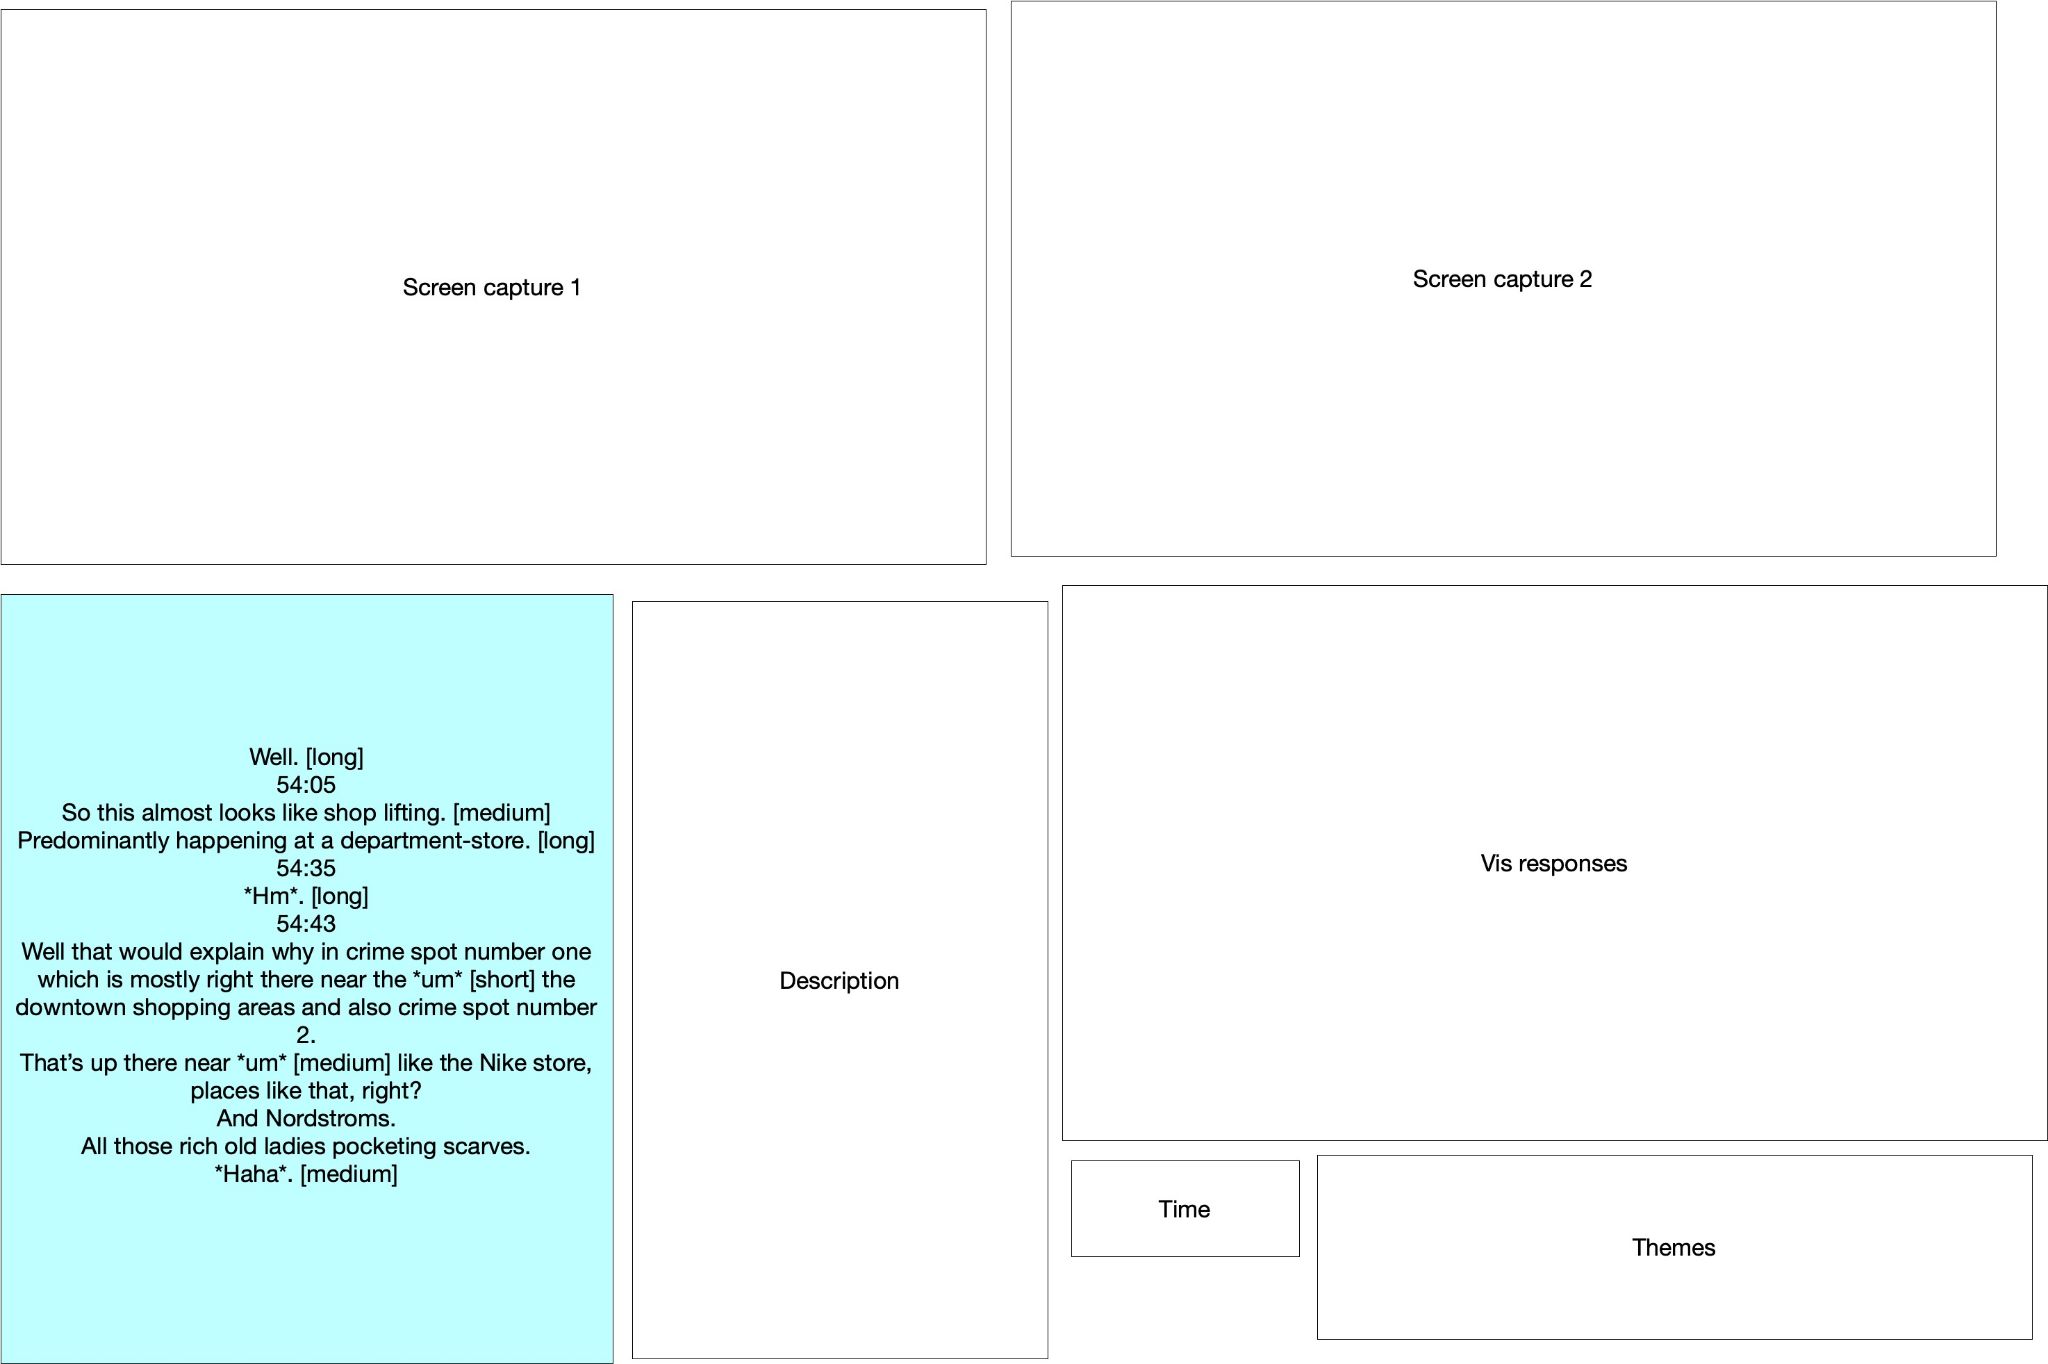 Screen capture 1
Screen capture 2
Well. [long]
54:05
So this almost looks like shop lifting. [medium]
Predominantly happening at a department-store. [long]
54:35
*Hm*. [long]
54:43
Well that would explain why in crime spot number one
which is mostly right there near the *um* [short] the
downtown shopping areas and also crime spot number
2.
That’s up there near *um* [medium] like the Nike store,
places like that, right?
And Nordstroms.
All those rich old ladies pocketing scarves.
*Haha*. [medium]
Description
Vis responses
Time
Themes